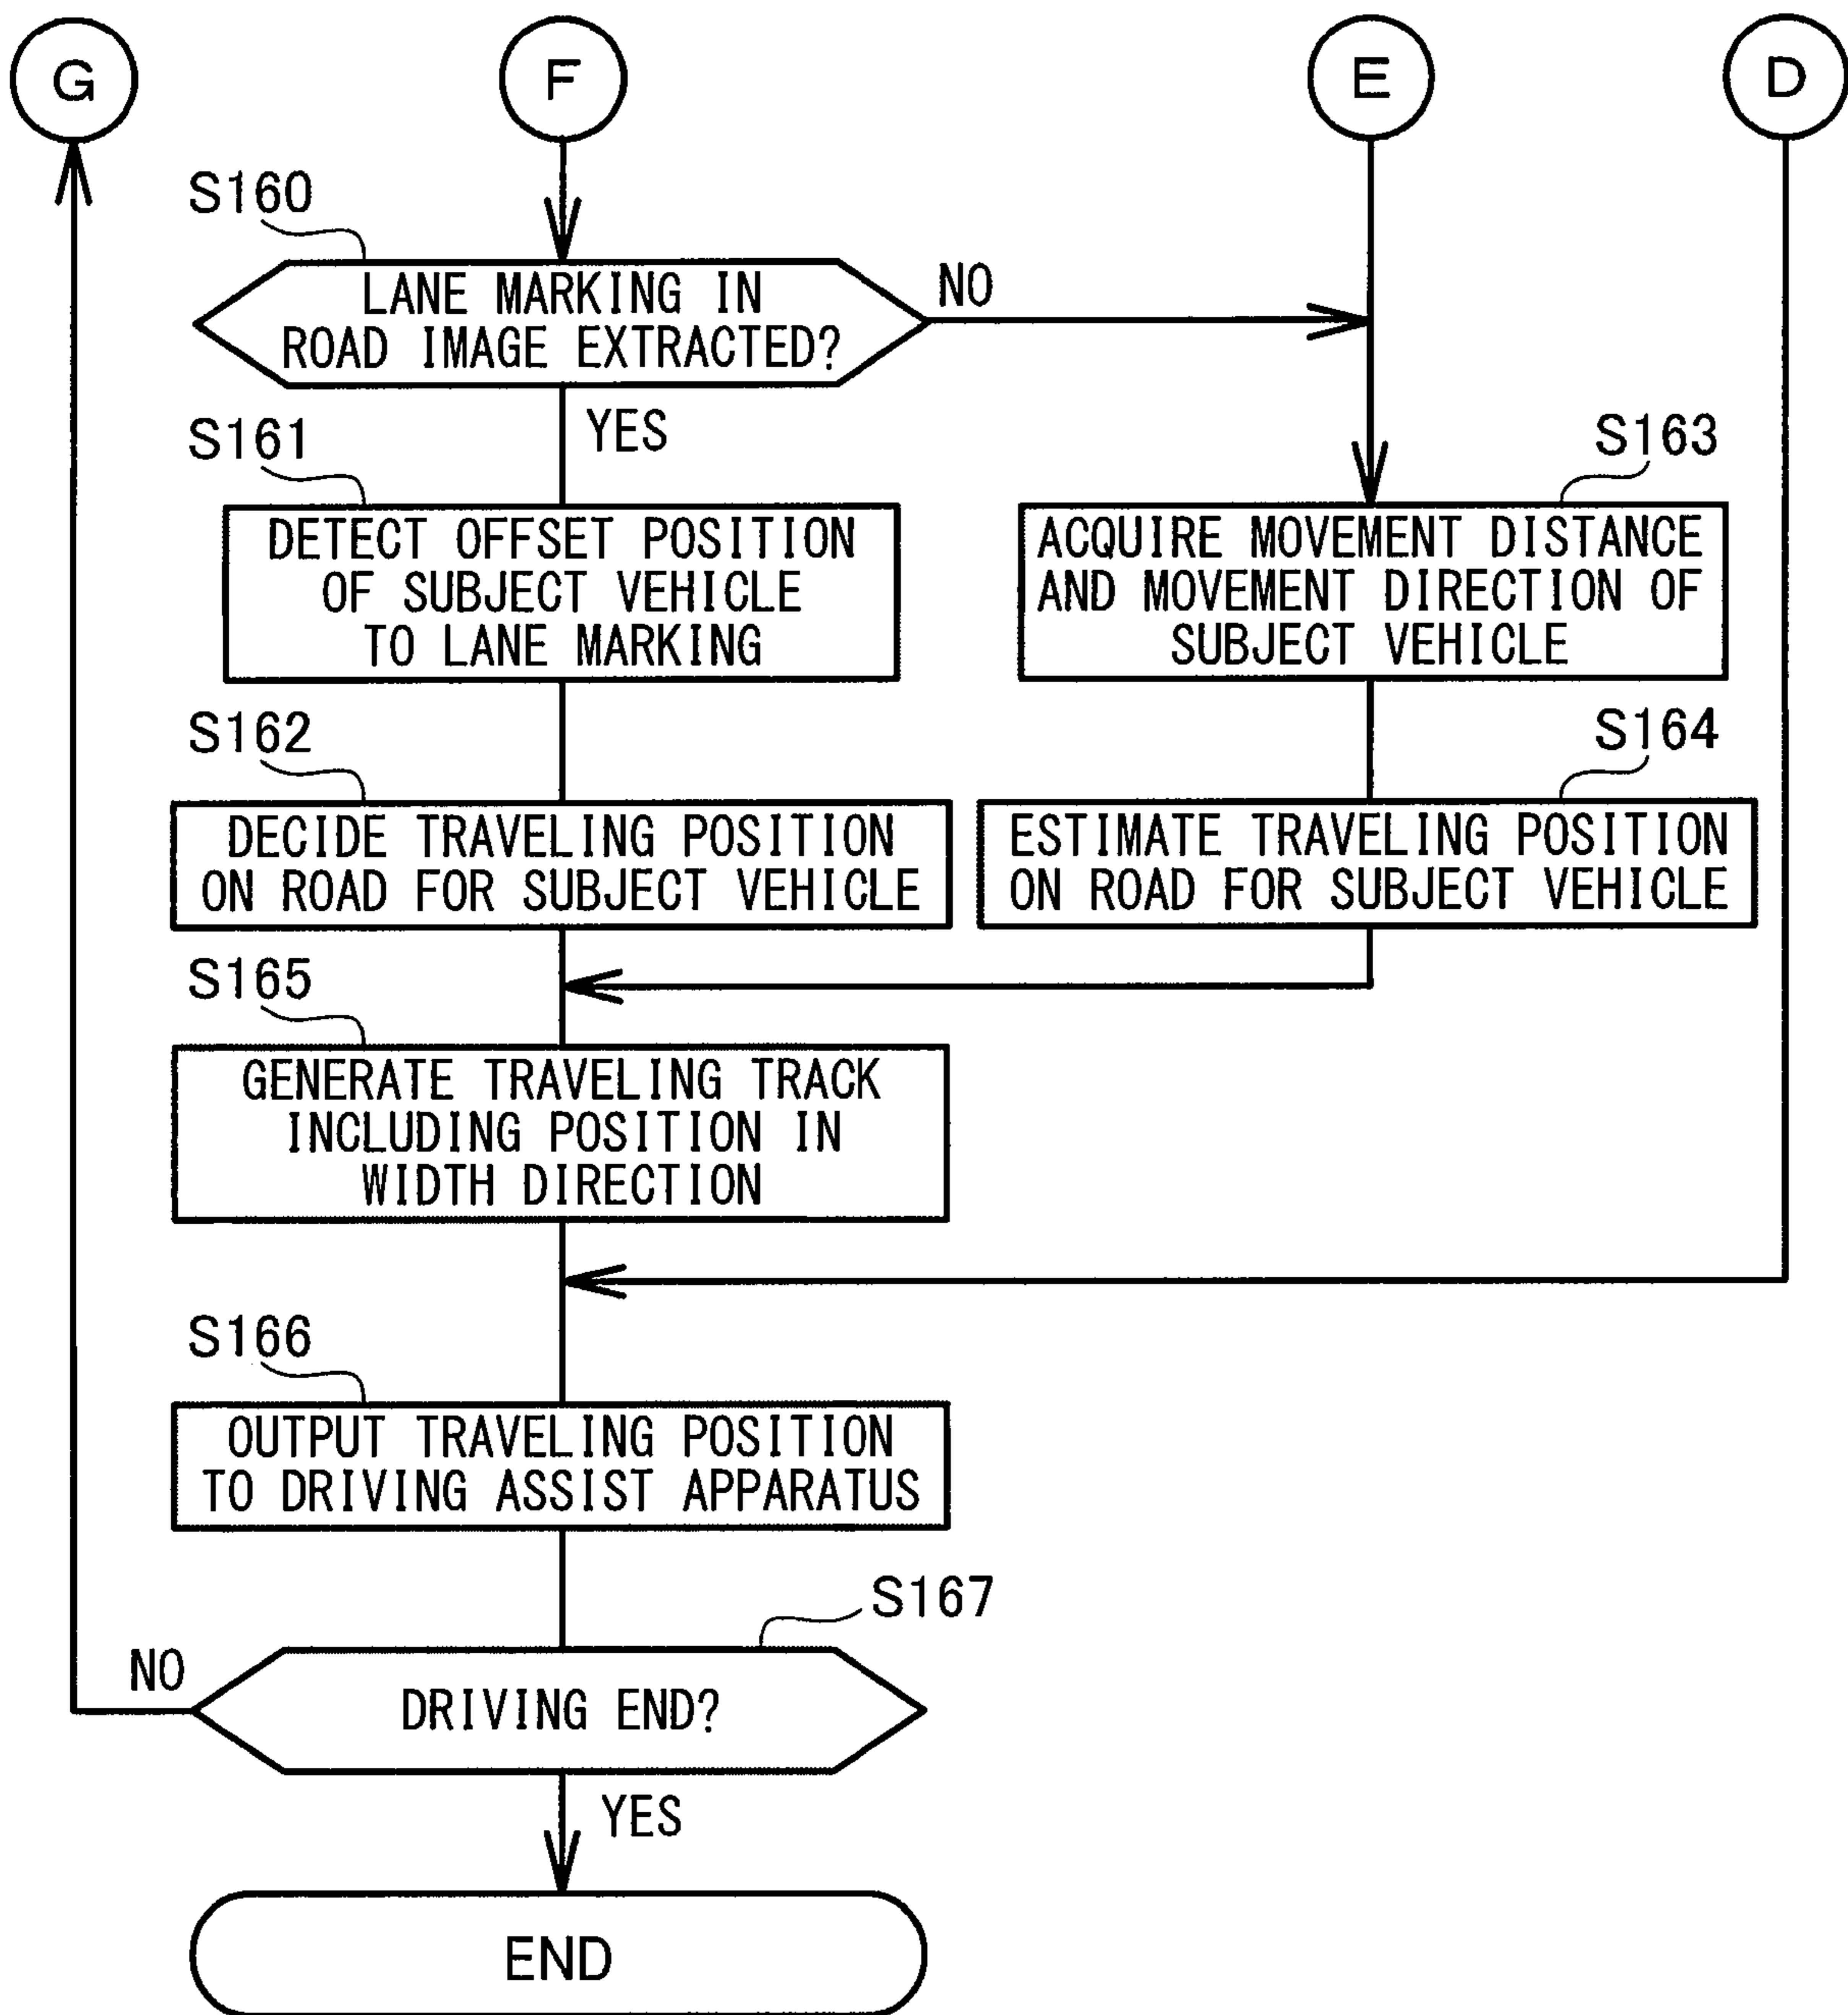 G
F
E
D
S160
LANE MARKING IN
ROAD IMAGE EXTRACTED?
NO
YES
S161
DETECT OFFSET POSITION
OF SUBJECT VEHICLE
TO LANE MARKING
S163
ACQUIRE MOVEMENT DISTANCE
AND MOVEMENT DIRECTION OF
SUBJECT VEHICLE
S162
DECIDE TRAVELING POSITION
ON ROAD FOR SUBJECT VEHICLE
S164
ESTIMATE TRAVELING POSITION
ON ROAD FOR SUBJECT VEHICLE
S165
GENERATE TRAVELING TRACK
INCLUDING POSITION IN
WIDTH DIRECTION
S166
OUTPUT TRAVELING POSITION
TO DRIVING ASSIST APPARATUS
S167
NO
DRIVING END?
YES
END